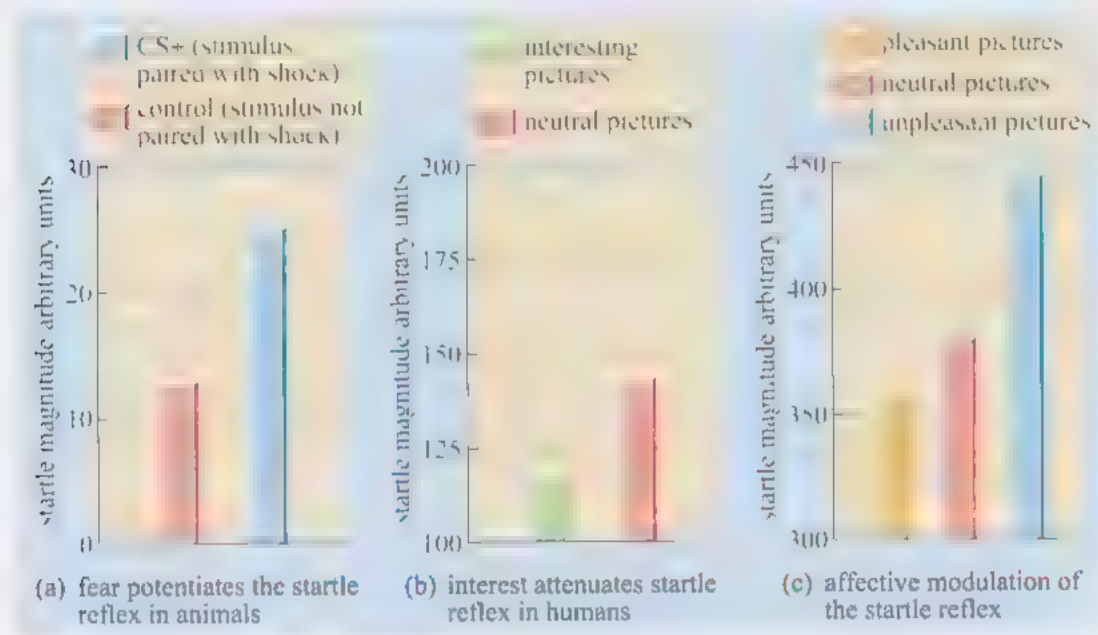 CS+ (stimulus
paired with shock)
control (stimulus not
paired with shock)
startle magnitude arbitrary units
30
20
10
0
(a) fear potentiates the startle
reflex in animals
interesting
pictures
neutral pictures
startle magnitude arbitrary units
200
175
150
125
100
(b) interest attenuates startle
reflex in humans
pleasant pictures
neutral pictures
unpleasant pictures
startle magnitude arbitrary units
450
400
350
300
(c) affective modulation of
the startle reflex